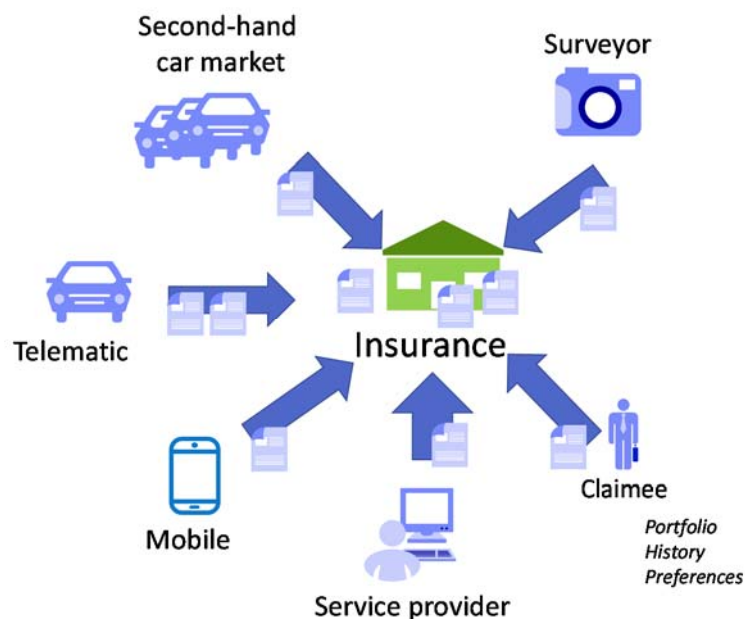 Second-hand
car market
Surveyor
Telematic
Insurance
Mobile
Claimee
Portfolio
History
Preferences
Service provider